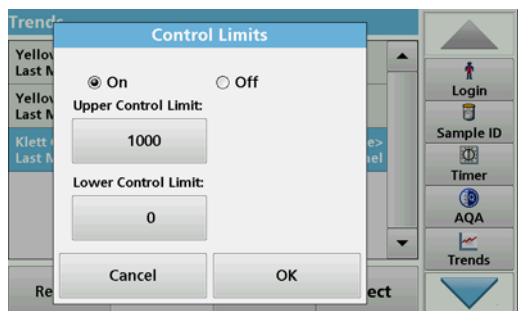 Trends
Control Limits
Yellow
Last M
On
Off
Upper Control Limit:
1000
Yellow
Last M
Klett
e>
Last M
ael
Lower Control Limit:
0
Cancel
OK
Re
ect
Login
Sample ID
Timer
AQA
Trends